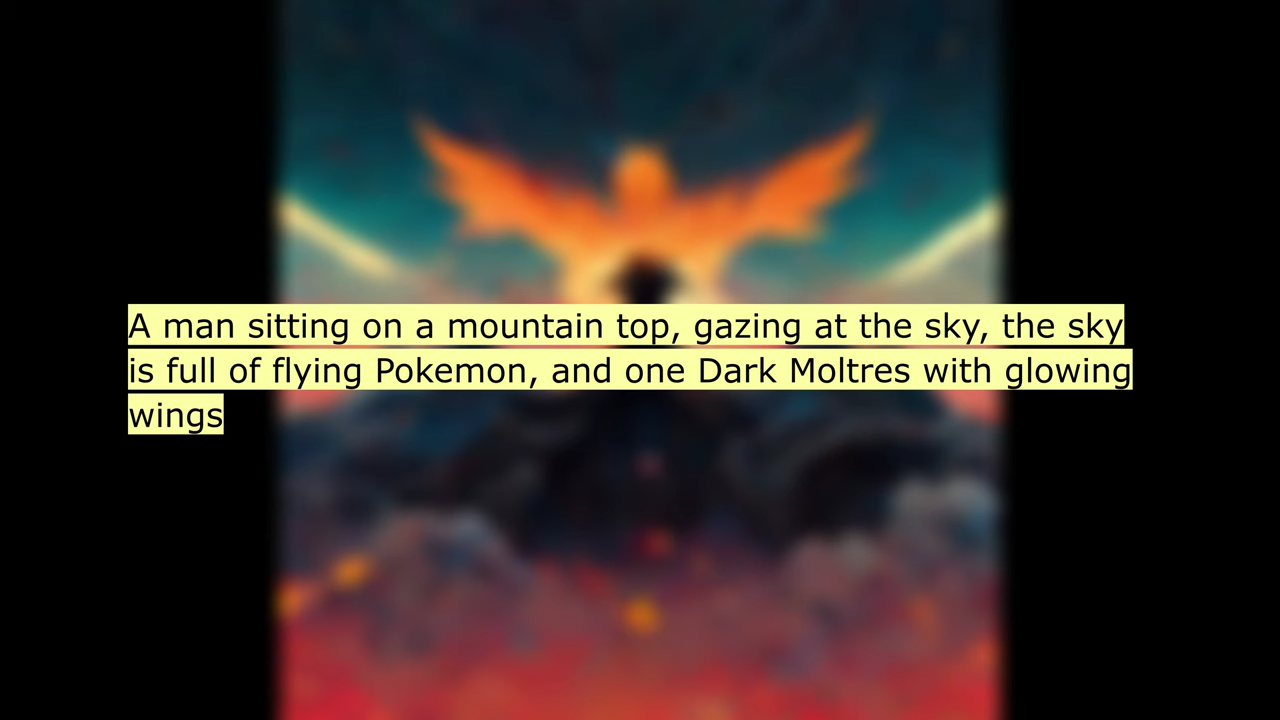 A man sitting on a mountain top, gazing at the sky, the sky
is full of flying Pokemon, and one Dark Moltres with glowing
wings